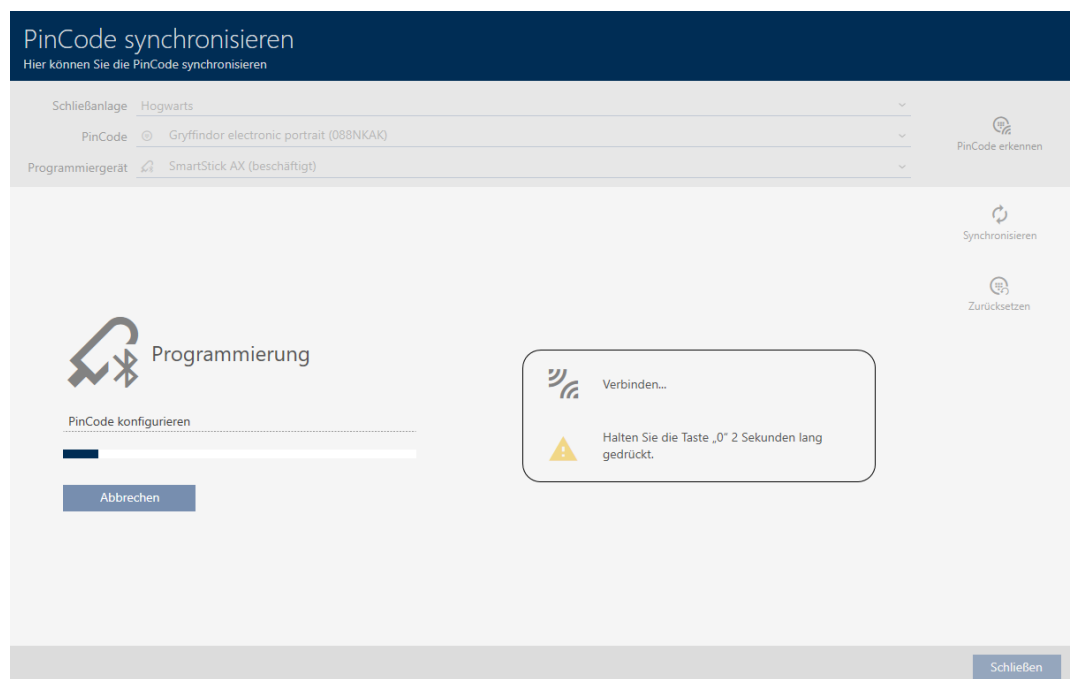 PinCode synchronisieren
Hier können Sie die PinCode synchronisieren
Schließanlage Hogwarts
PinCode Gryffindor electronic portrait (088NKAK)
Programmiergerät SmartStick AX (beschäftigt)
PinCode erkennen
Synchronisieren
Zurücksetzen
Programmierung
PinCode konfigurieren
Abbrechen
Verbinden...
Halten Sie die Taste „0“ 2 Sekunden lang
gedrückt.
Schließen